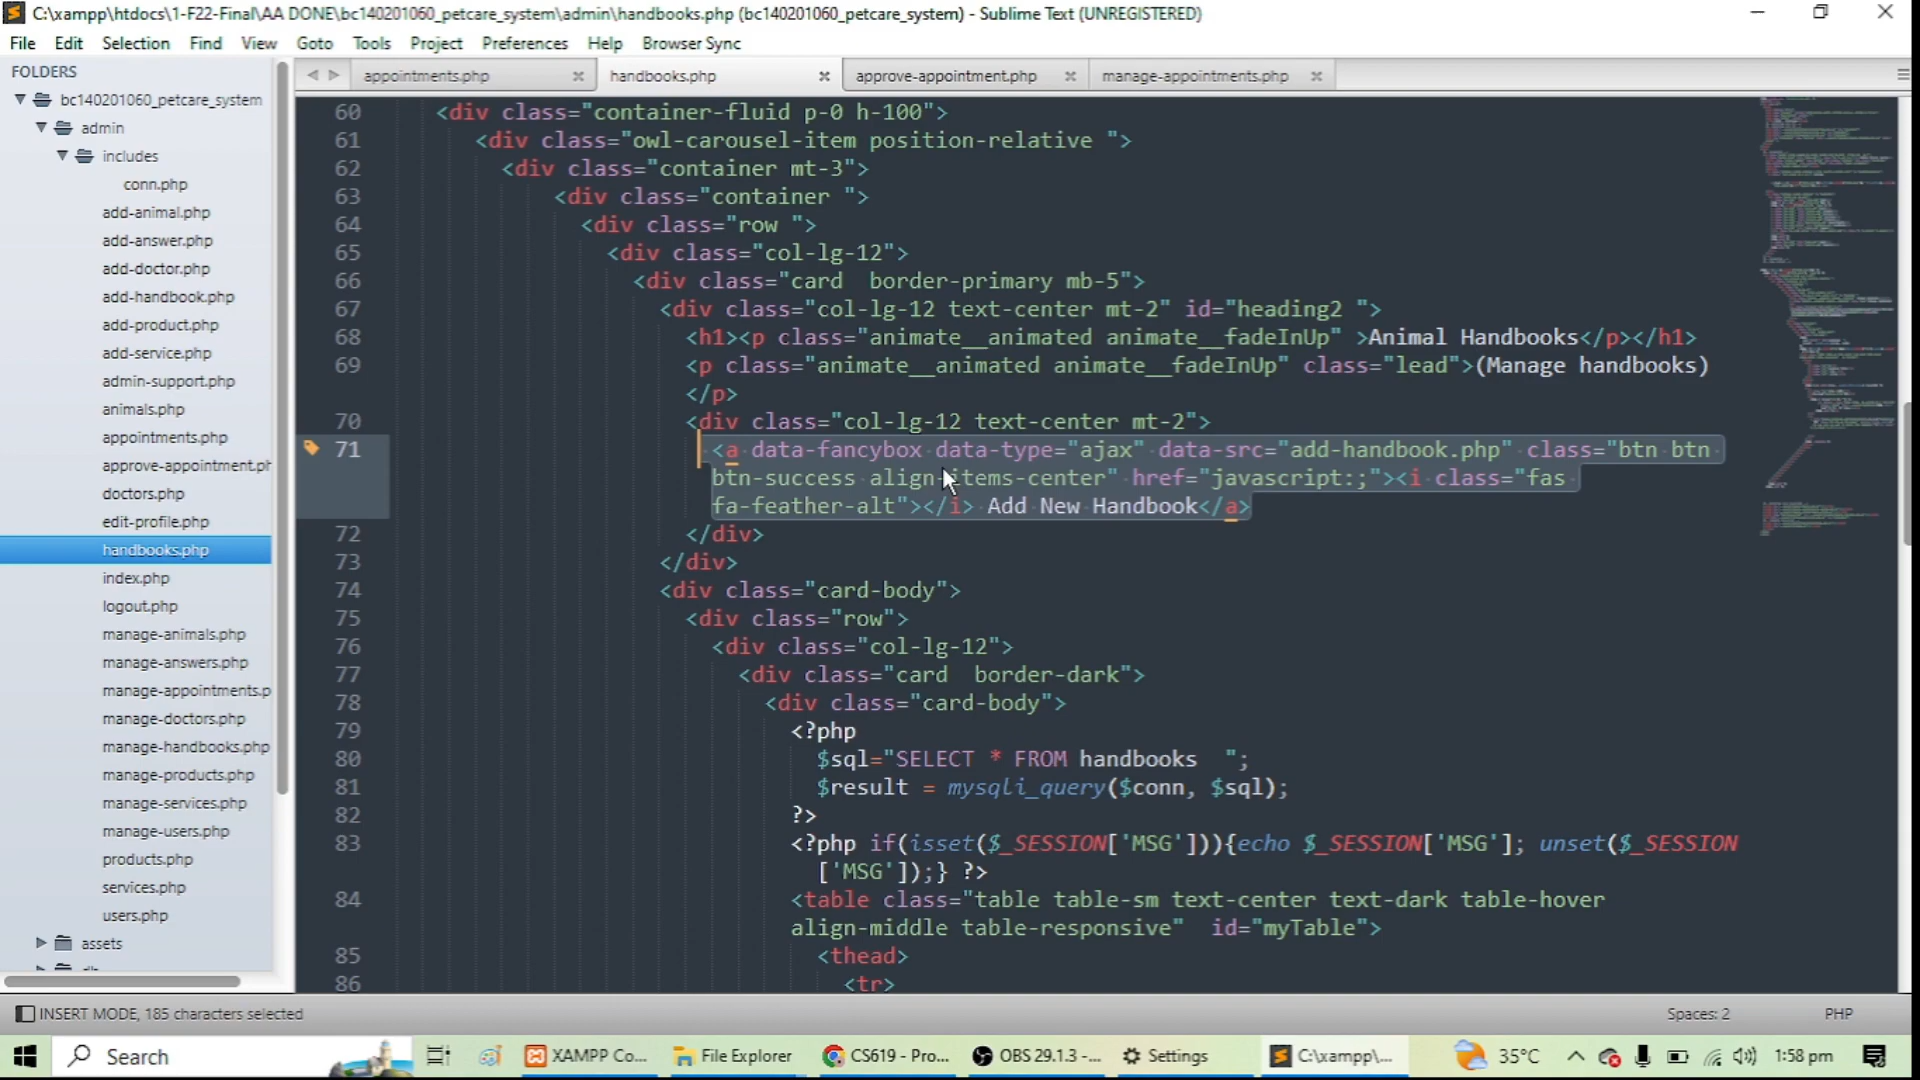 C:\xampp\htdocs\1-F22-Final\AA DONE\bc140201060_petcare_system\admin\handbooks.php (bc140201060_petcare_system) - Sublime Text (UNREGISTERED)
File Edit Selection Find View Goto Tools Project Preferences Help Browser Sync
FOLDERS
bc140201060_petcare_system
admin
includes
conn.php
add-animal.php
add-answer.php
add-doctor.php
add-handbook.php
add-product.php
add-service.php
admin-support.php
animals.php
appointments.php
approve-appointment.ph
doctors.php
edit-profile.php
handbooks.php
index.php
logout.php
manage-animals.php
manage-answers.php
manage-appointments.p
manage-doctors.php
manage-handbooks.php
manage-products.php
manage-services.php
manage-users.php
products.php
services.php
users.php
assets
appointments.php handbooks.php approve-appointment.php manage-appointments.php
60 <div class="container-fluid p-0 h-100">
61 <div class="owl-carousel-item position-relative ">
62 <div class="container mt-3">
63 <div class="container ">
64 <div class="row ">
65 <div class="col-lg-12">
66 <div class="card  border-primary mb-5">
67 <div class="col-lg-12 text-center mt-2" id="heading2 ">
68 <h1><p class="animate__animated animate__fadeInUp" >Animal Handbooks</p></h1>
69 <p class="animate__animated animate__fadeInUp" class="lead">(Manage handbooks)
</p>
70 <div class="col-lg-12 text-center mt-2">
71 <a data-fancybox data-type="ajax" data-src="add-handbook.php" class="btn btn
btn-success align-items-center" href="javascript:;"><i class="fas
fa-feather-alt"></i> Add New Handbook</a>
72 </div>
73 </div>
74 <div class="card-body">
75 <div class="row">
76 <div class="col-lg-12">
77 <div class="card  border-dark">
78 <div class="card-body">
79 <?php
80 $sql="SELECT * FROM handbooks  ";
81 $result = mysqli_query($conn, $sql);
82 ?>
83 <?php if(isset($_SESSION['MSG'])){echo $_SESSION['MSG']; unset($_SESSION
['MSG']);} ?>
84 <table class="table table-sm text-center text-dark table-hover
align-middle table-responsive"  id="myTable">
85 <thead>
86 <tr>
INSERT MODE, 185 characters selected Spaces: 2 PHP
Search XAMPP Co... File Explorer CS619 - Pro... OBS 29.1.3 -... Settings C:\xampp\... 35°C 1:58 pm